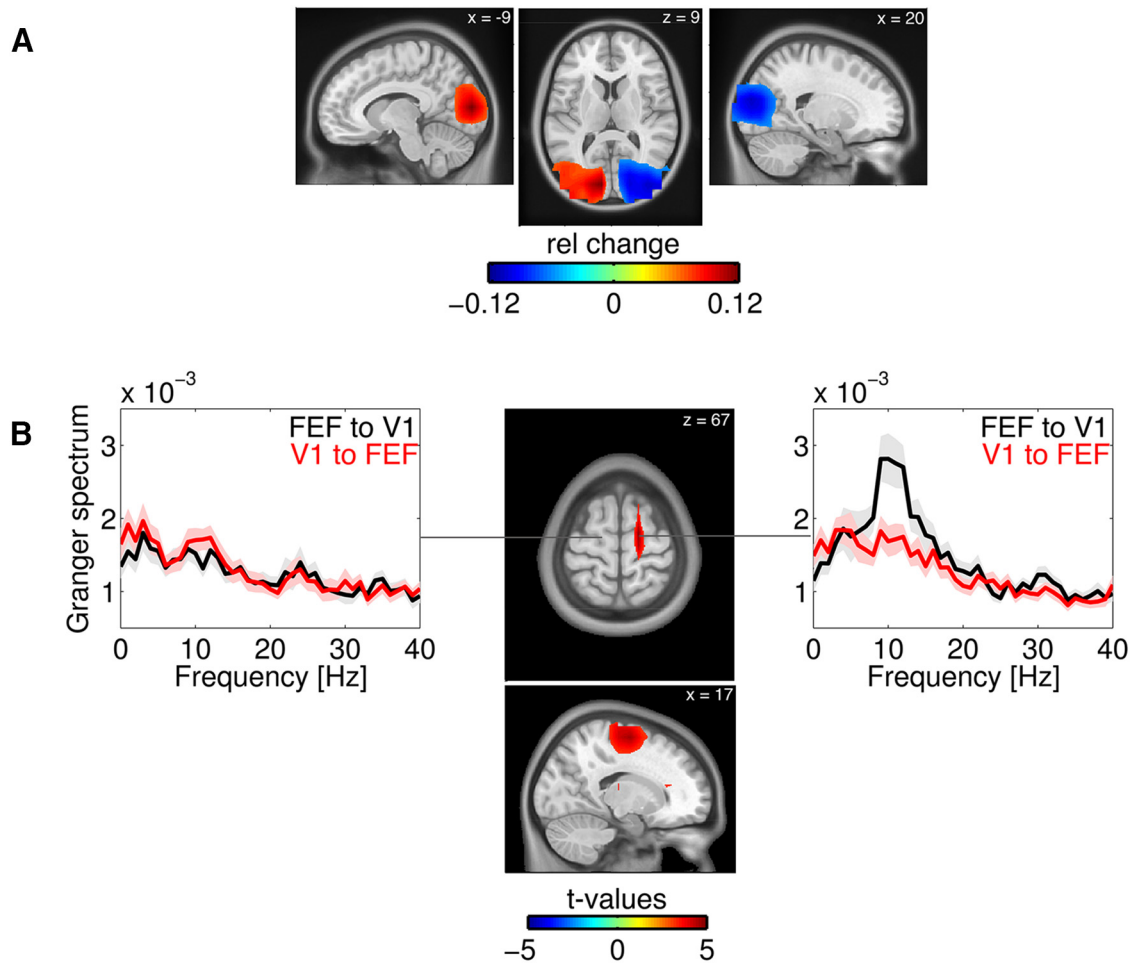 A
x = -9
z = 9
x = 20
rel change
−0.12 0 0.12
B
x 10⁻³
FEF to V1
V1 to FEF
3
2
1
Granger spectrum
0 10 20 30 40
Frequency [Hz]
z = 67
x 10⁻³
FEF to V1
V1 to FEF
3
2
1
0 10 20 30 40
Frequency [Hz]
x = 17
t-values
−5 0 5